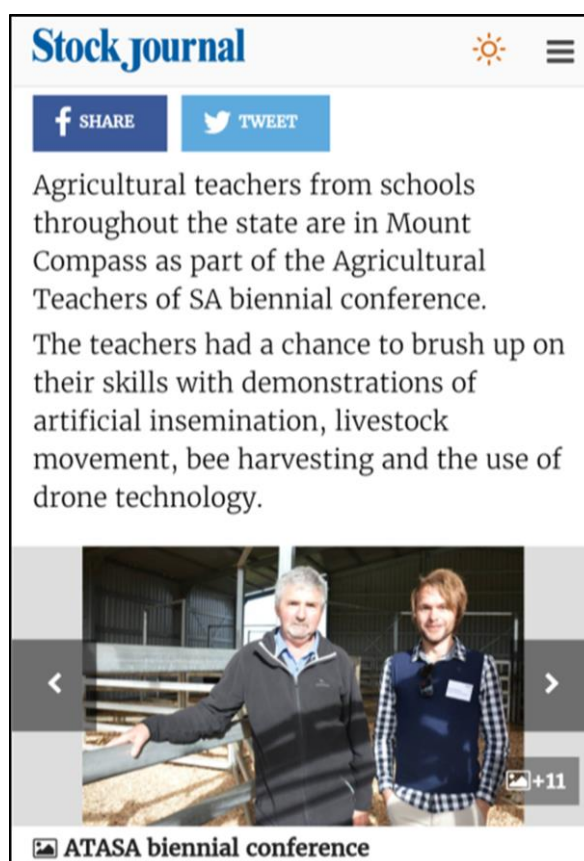 Stock Journal
SHARE
TWEET
Agricultural teachers from schools
throughout the state are in Mount
Compass as part of the Agricultural
Teachers of SA biennial conference.
The teachers had a chance to brush up on
their skills with demonstrations of
artificial insemination, livestock
movement, bee harvesting and the use of
drone technology.
+11
ATASA biennial conference